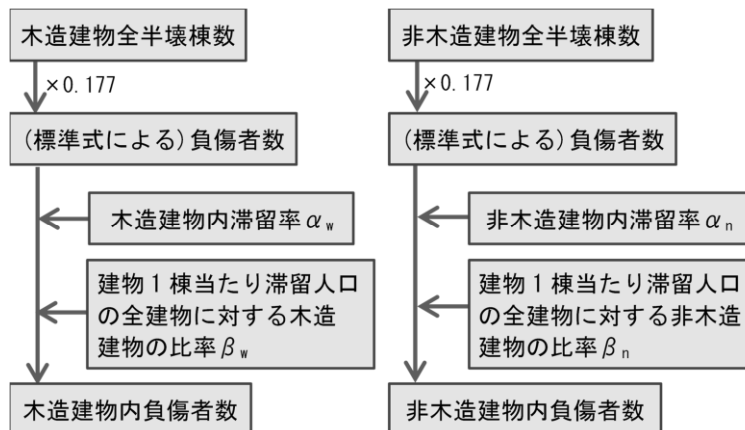 木造建物全半壊棟数
×0.177
(標準式による)負傷者数
木造建物内滞留率αw
建物1棟当たり滞留人口
の全建物に対する木造
建物の比率βw
木造建物内負傷者数
非木造建物全半壊棟数
×0.177
(標準式による)負傷者数
非木造建物内滞留率αn
建物1棟当たり滞留人口
の全建物に対する非木造
建物の比率βn
非木造建物内負傷者数